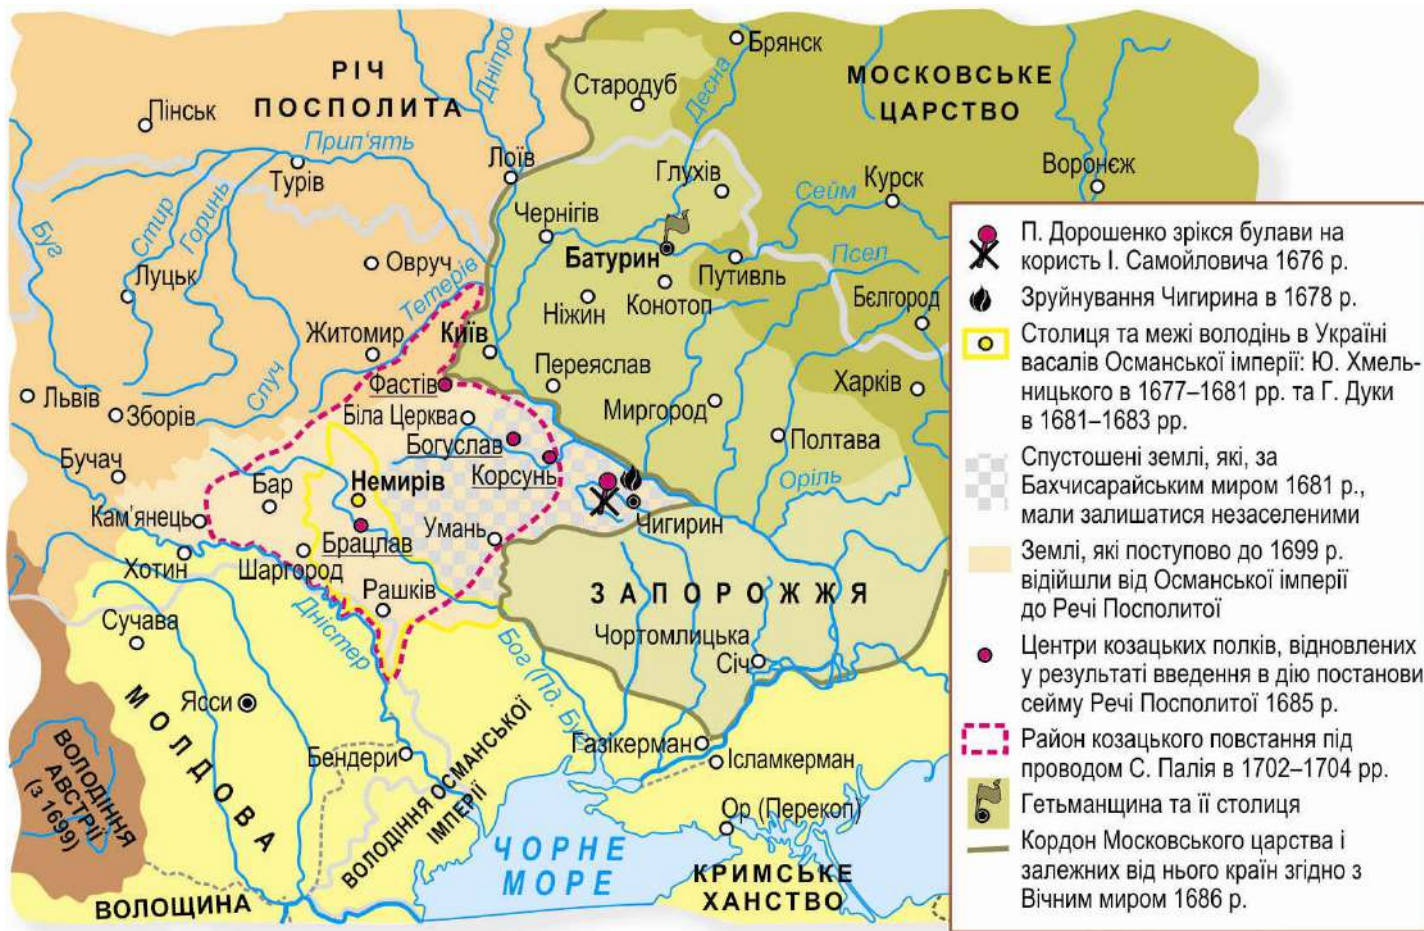 РІЧ
ПОСПОЛИТА
Дніпро
Брянск
Стародуб
Десна
МОСКОВСЬКЕ
ЦАРСТВО
Пінськ
Прип'ять
Турів
Лоїв
Глухів
Сейм
Курск
Воронєж
Буг
Стир
Горинь
Чернігів
Луцьк
Овруч
Батурин
Путивль
Псел
Тетерів
Ніжин
Конотоп
Бєлгород
Житомир
Київ
Случ
Фастів
Переяслав
Харків
Львів
Зборів
Біла Церква
Миргород
Богуслав
Полтава
Бучач
Корсунь
Оріль
Бар
Немирів
Кам'янець
Умань
Чигирин
Брацлав
Хотин
Шаргород
Рашків
ЗАПОРОЖЖЯ
Сучава
Дністер
Чортомлицька
Січ
Бог (Пд. Буг)
МОЛДОВА
Ясси
Бендери
Газікерман
Ісламкерман
ВОЛОДІННЯ
АВСТРІЇ
(з 1699)
ВОЛОДІННЯ ОСМАНСЬКОЇ
ІМПЕРІЇ
Ор (Перекоп)
ЧОРНЕ
МОРЕ
КРИМСЬКЕ
ХАНСТВО
ВОЛОЩИНА
П. Дорошенко зрікся булави на
користь І. Самойловича 1676 р.
Зруйнування Чигирина в 1678 р.
Столиця та межі володінь в Україні
васалів Османської імперії: Ю. Хмель-
ницького в 1677–1681 рр. та Г. Дуки
в 1681–1683 рр.
Спустошені землі, які, за
Бахчисарайським миром 1681 р.,
мали залишатися незаселеними
Землі, які поступово до 1699 р.
відійшли від Османської імперії
до Речі Посполитої
Центри козацьких полків, відновлених
у результаті введення в дію постанови
сейму Речі Посполитої 1685 р.
Район козацького повстання під
проводом С. Палія в 1702–1704 рр.
Гетьманщина та її столиця
Кордон Московського царства і
залежних від нього країн згідно з
Вічним миром 1686 р.